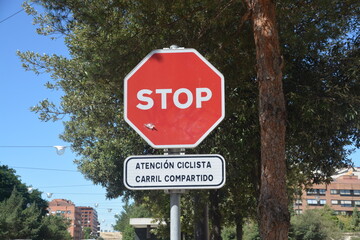 STOP
ATENCIÓN CICLISTA
CARRIL COMPARTIDO